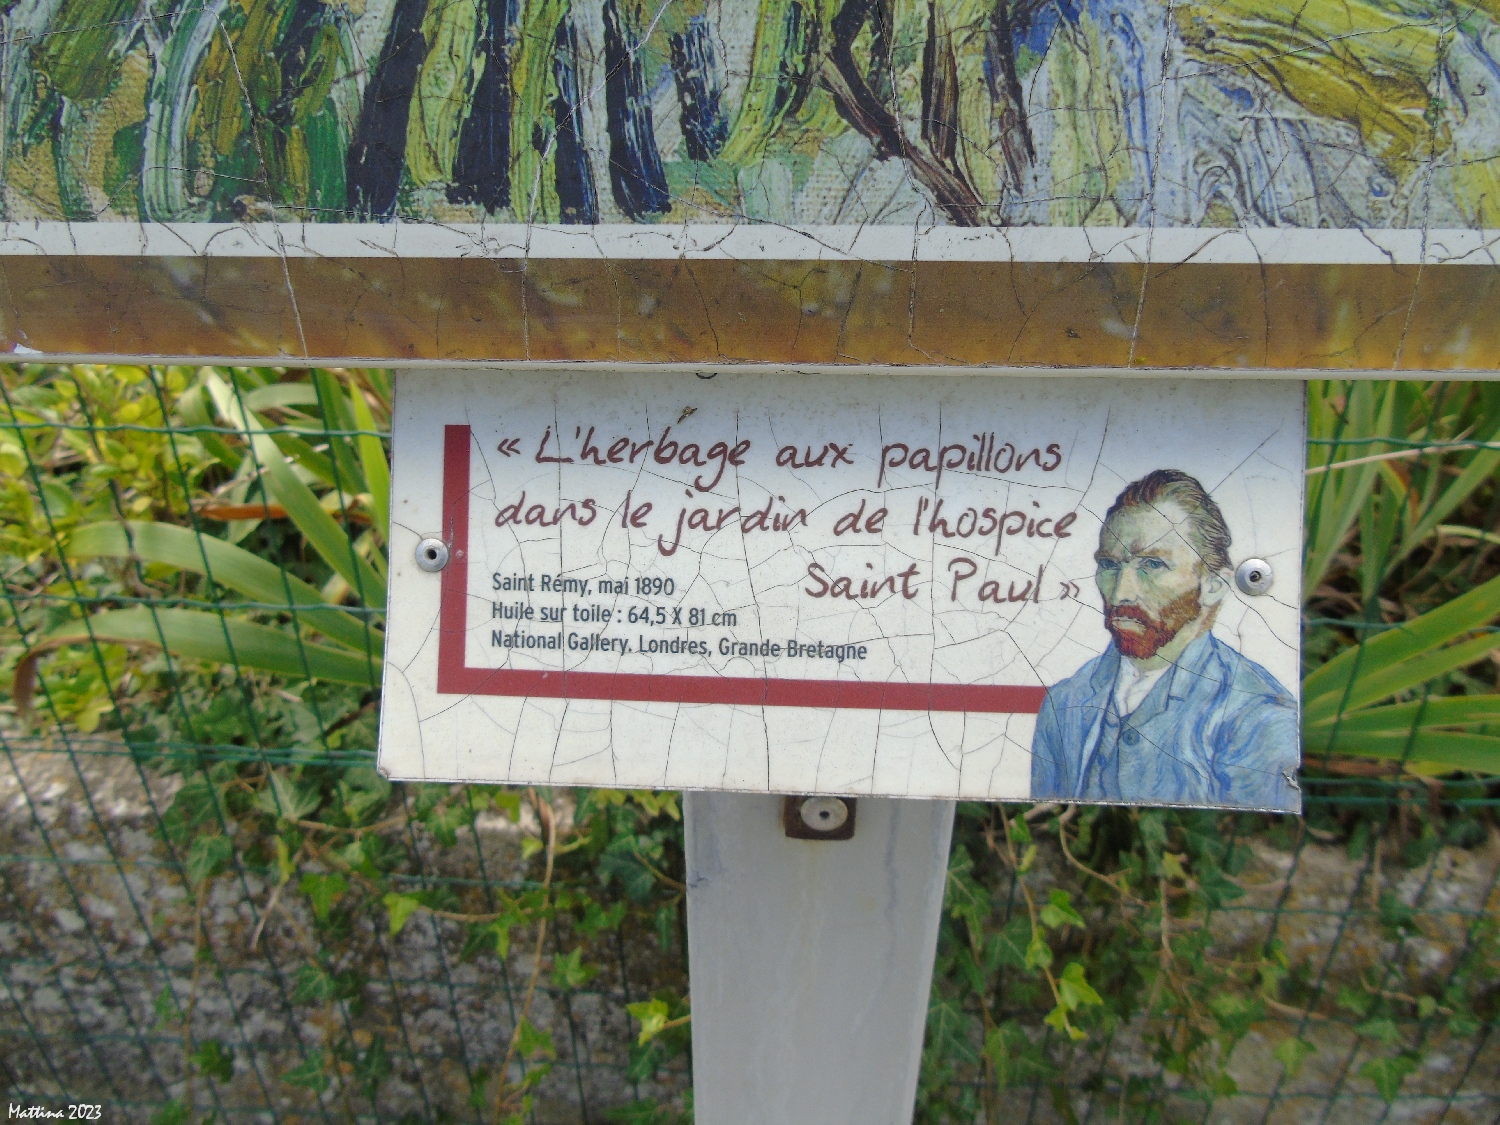 « L'herbage aux papillons
dans le jardin de l'hospice
Saint Paul »
Saint Rémy, mai 1890
Huile sur toile : 64,5 X 81 cm
National Gallery. Londres, Grande Bretagne
Mattina 2023